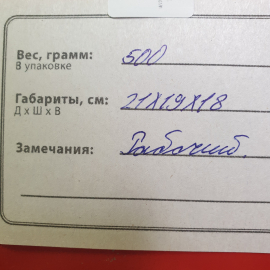 Вес, грамм: 500
В упаковке
Габариты, см: 21х19х18
Д х Ш х В
Замечания: Рабочий.